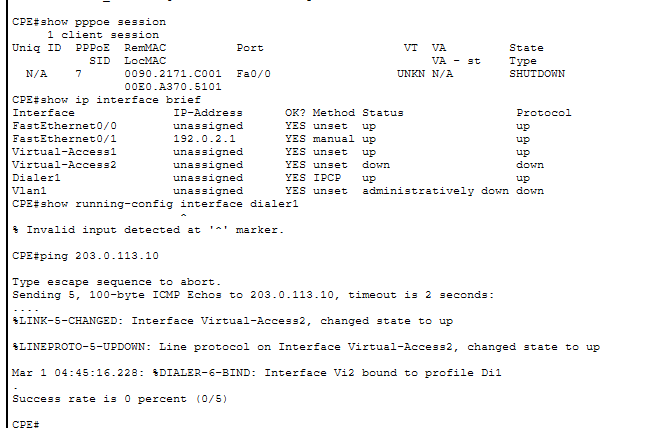 CPE#show pppoe session
     1 client session
Uniq ID  PPPoE  RemMAC          Port                    VT  VA         State
           SID  LocMAC                                      VA - st    Type
  N/A    7      0090.2171.C001  Fa0/0                  UNKN N/A        SHUTDOWN
                00E0.A370.5101
CPE#show ip interface brief
Interface              IP-Address      OK? Method Status                Protocol
FastEthernet0/0        unassigned      YES unset  up                    up
FastEthernet0/1        192.0.2.1       YES manual up                    up
Virtual-Access1        unassigned      YES unset  up                    up
Virtual-Access2        unassigned      YES unset  down                  down
Dialer1                unassigned      YES IPCP   up                    up
Vlan1                  unassigned      YES unset  administratively down down
CPE#show running-config interface dialer1
                         ^
% Invalid input detected at '^' marker.
CPE#ping 203.0.113.10
Type escape sequence to abort.
Sending 5, 100-byte ICMP Echos to 203.0.113.10, timeout is 2 seconds:
....
%LINK-5-CHANGED: Interface Virtual-Access2, changed state to up
%LINEPROTO-5-UPDOWN: Line protocol on Interface Virtual-Access2, changed state to up
Mar 1 04:45:16.228: %DIALER-6-BIND: Interface Vi2 bound to profile Di1
.
Success rate is 0 percent (0/5)
CPE#